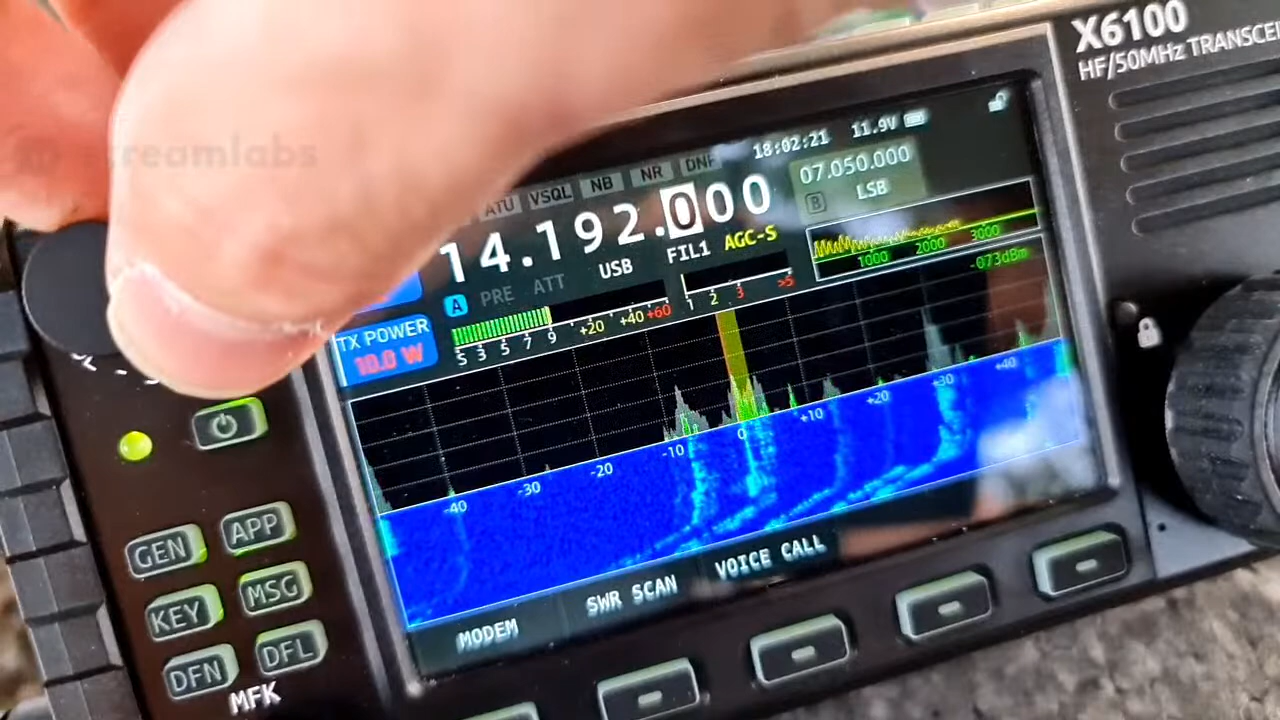 X6100
HF/50MHz TRANSCEI
reamlabs
18:02:21 11.9V
ATU VSQL NB NR DNF
14.192.000
07.050.000
B LSB
USB FIL1 AGC-S
A PRE ATT
1000 2000 3000
-073dBm
TX POWER
10.0 W
S 3 5 7 9 +20 +40 +60
1 2 3 >5
-40 -30 -20 -10 0 +10 +20 +30 +40
MODEM SWR SCAN VOICE CALL
GEN APP
KEY MSG
DFN DFL
MFK